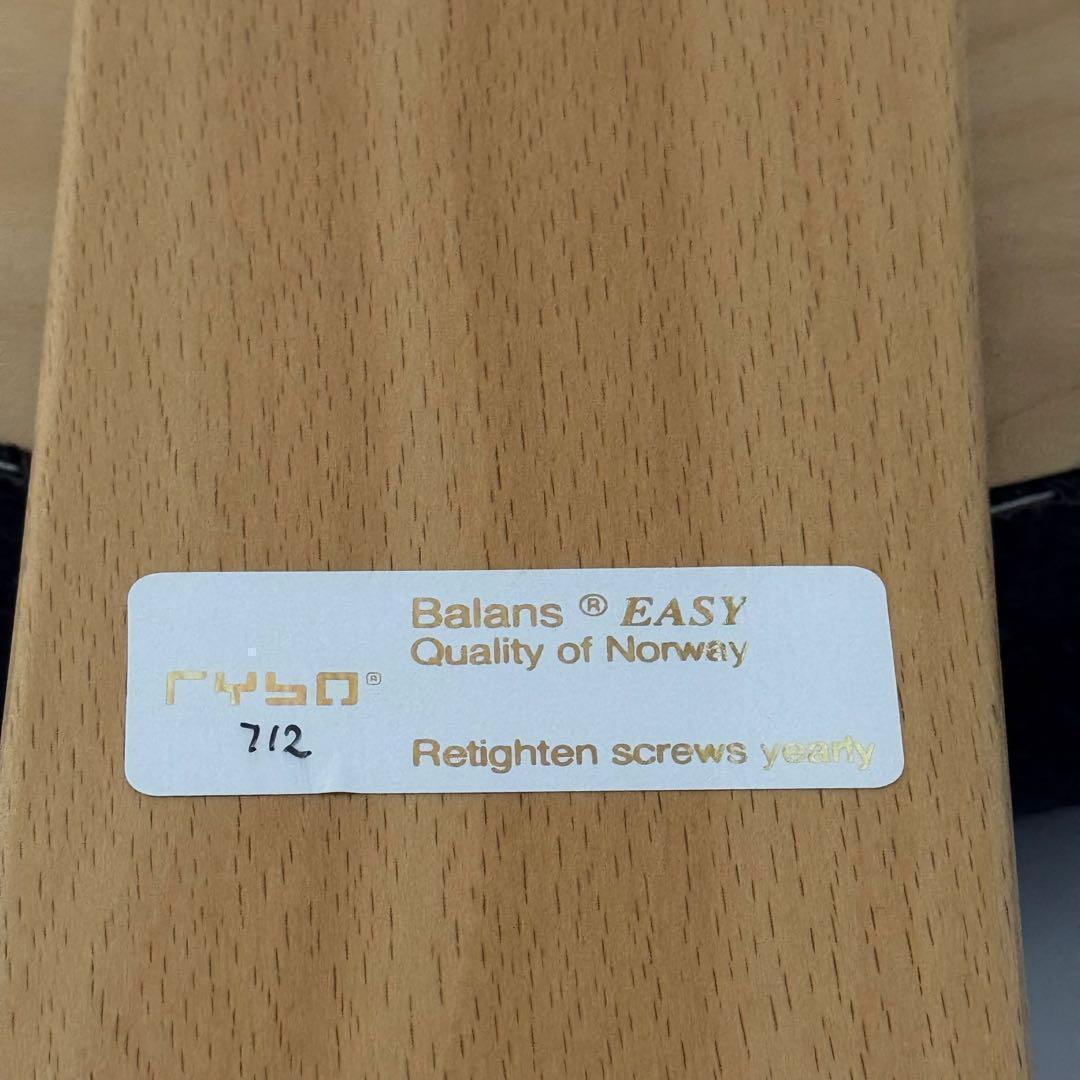 Balans ® EASY
Quality of Norway
rybo®
712
Retighten screws yearly